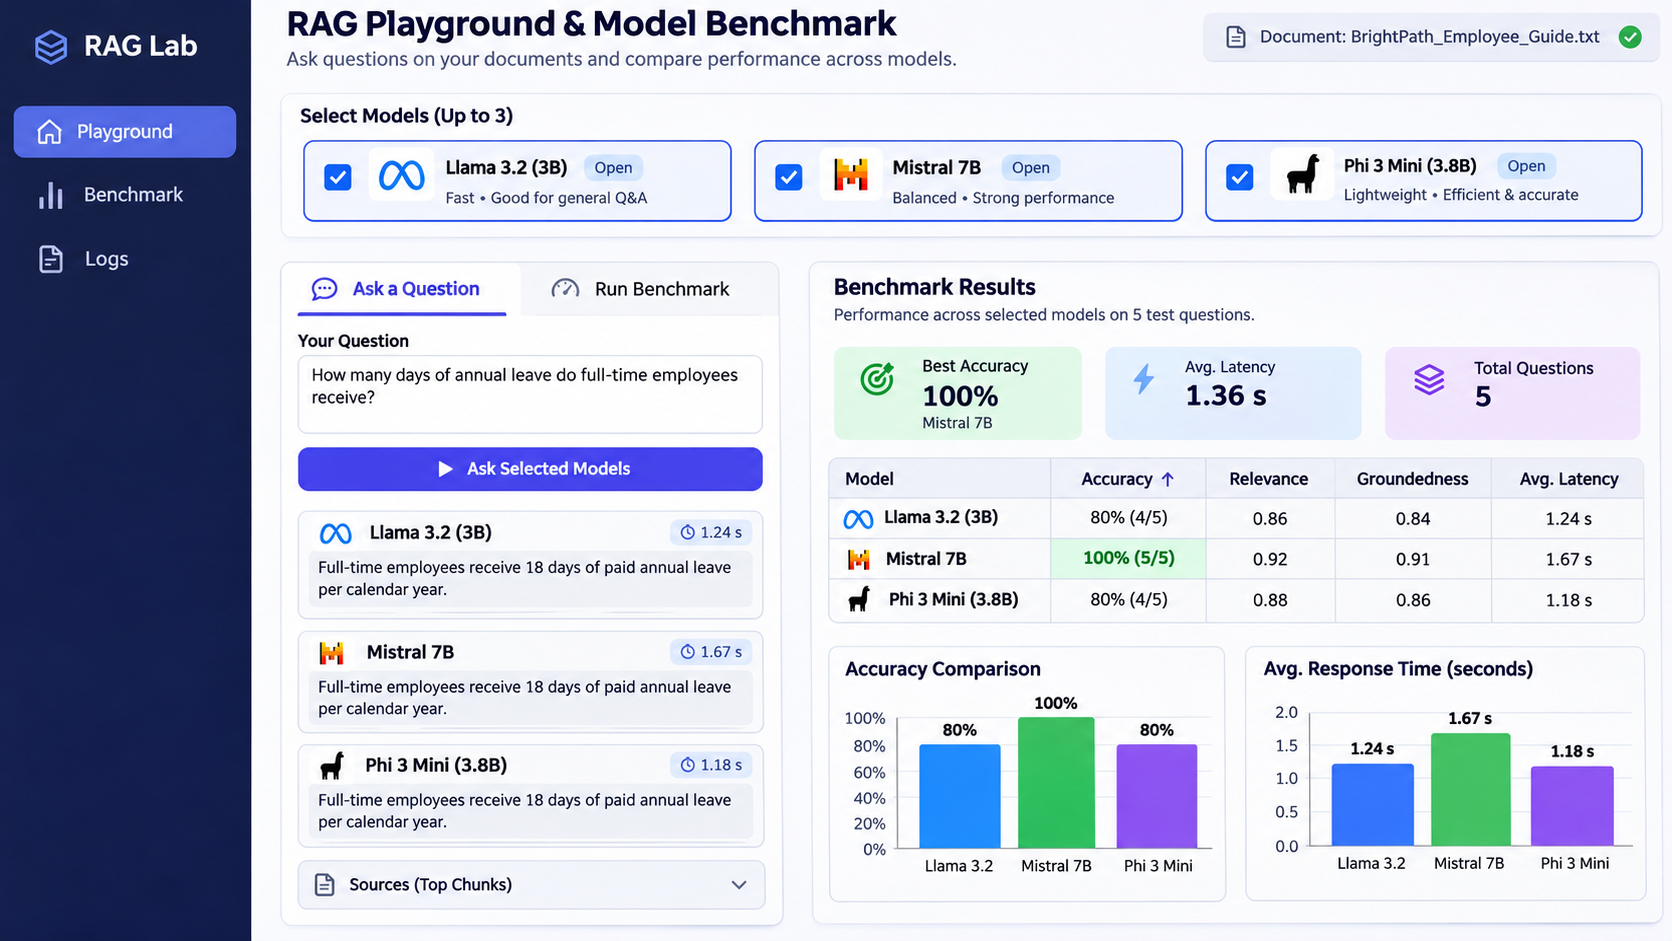 RAG Lab
Playground
Benchmark
Logs
RAG Playground & Model Benchmark
Ask questions on your documents and compare performance across models.
Document: BrightPath_Employee_Guide.txt
Select Models (Up to 3)
Llama 3.2 (3B) Open
Fast • Good for general Q&A
Mistral 7B Open
Balanced • Strong performance
Phi 3 Mini (3.8B) Open
Lightweight • Efficient & accurate
Ask a Question
Run Benchmark
Your Question
How many days of annual leave do full-time employees
receive?
Ask Selected Models
Llama 3.2 (3B) 1.24 s
Full-time employees receive 18 days of paid annual leave
per calendar year.
Mistral 7B 1.67 s
Full-time employees receive 18 days of paid annual leave
per calendar year.
Phi 3 Mini (3.8B) 1.18 s
Full-time employees receive 18 days of paid annual leave
per calendar year.
Sources (Top Chunks)
Benchmark Results
Performance across selected models on 5 test questions.
Best Accuracy
100%
Mistral 7B
Avg. Latency
1.36 s
Total Questions
5
Model Accuracy ↑ Relevance Groundedness Avg. Latency
Llama 3.2 (3B) 80% (4/5) 0.86 0.84 1.24 s
Mistral 7B 100% (5/5) 0.92 0.91 1.67 s
Phi 3 Mini (3.8B) 80% (4/5) 0.88 0.86 1.18 s
Accuracy Comparison
100%
80%
60%
40%
20%
0%
80%
100%
80%
Llama 3.2 Mistral 7B Phi 3 Mini
Avg. Response Time (seconds)
2.0
1.5
1.0
0.5
0.0
1.24 s
1.67 s
1.18 s
Llama 3.2 Mistral 7B Phi 3 Mini